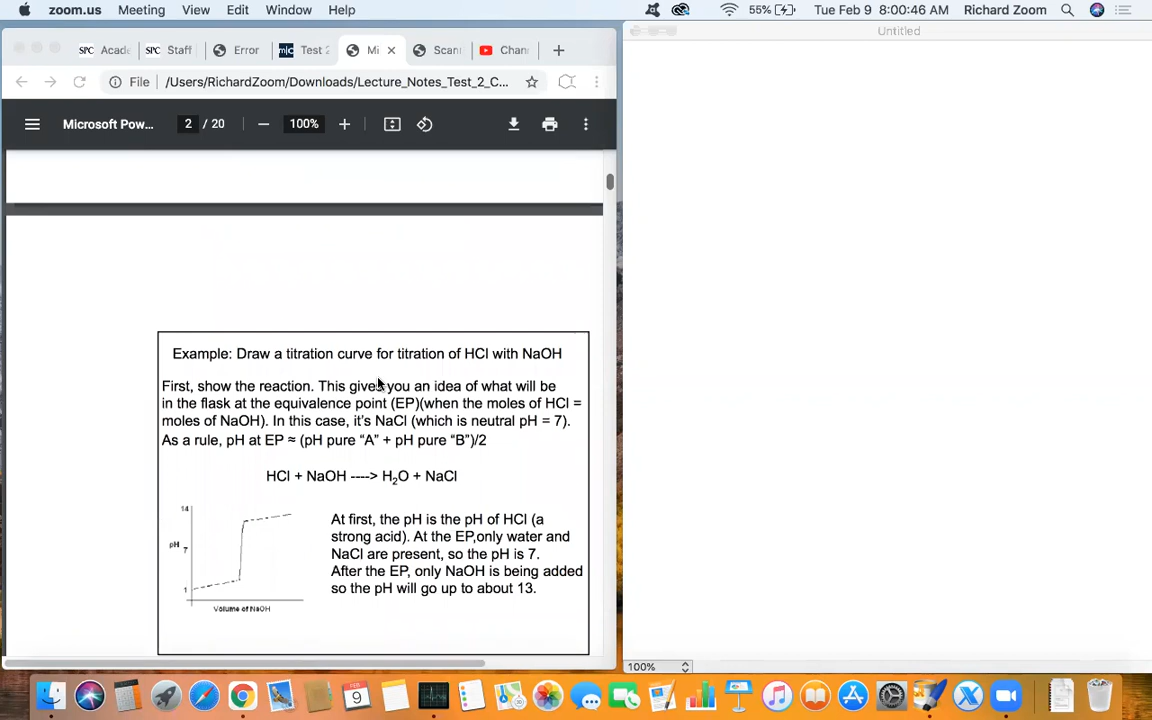 zoom.us Meeting View Edit Window Help 55% Tue Feb 9 8:00:46 AM Richard Zoom
Untitled
SPC Acade SPC Staff Error m|c Test 2 Mi Scan Chan
File /Users/RichardZoom/Downloads/Lecture_Notes_Test_2_C...
Microsoft Pow... 2 / 20 100%
Example: Draw a titration curve for titration of HCl with NaOH
First, show the reaction. This gives you an idea of what will be
in the flask at the equivalence point (EP)(when the moles of HCl =
moles of NaOH). In this case, it's NaCl (which is neutral pH = 7).
As a rule, pH at EP ≈ (pH pure “A” + pH pure “B”)/2
HCl + NaOH ----> H₂O + NaCl
14
pH 7
1
Volume of NaOH
At first, the pH is the pH of HCl (a
strong acid). At the EP,only water and
NaCl are present, so the pH is 7.
After the EP, only NaOH is being added
so the pH will go up to about 13.
100%
FEB
9